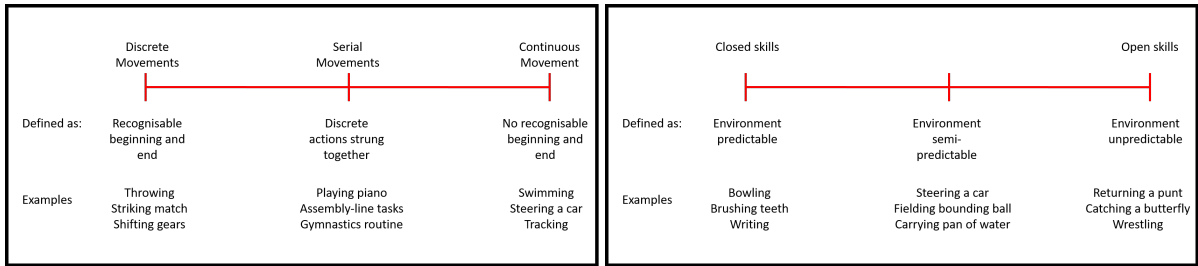 Discrete
Movements
Serial
Movements
Continuous
Movement
Defined as:
Recognisable
beginning and
end
Discrete
actions strung
together
No recognisable
beginning and
end
Examples
Throwing
Striking match
Shifting gears
Playing piano
Assembly-line tasks
Gymnastics routine
Swimming
Steering a car
Tracking
Closed skills
Open skills
Defined as:
Environment
predictable
Environment
semi-
predictable
Environment
unpredictable
Examples
Bowling
Brushing teeth
Writing
Steering a car
Fielding bounding ball
Carrying pan of water
Returning a punt
Catching a butterfly
Wrestling